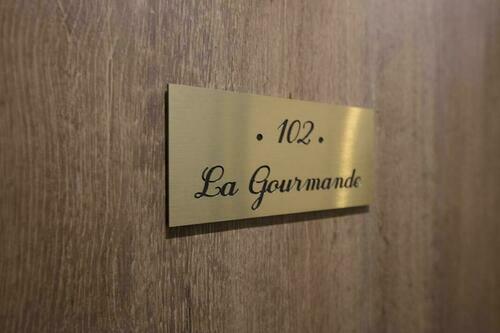 • 102 •
La Gourmande